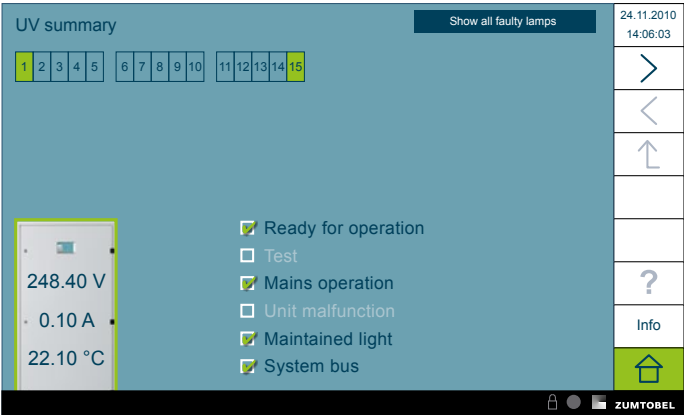 UV summary
Show all faulty lamps
24.11.2010
14:06:03
1 2 3 4 5 6 7 8 9 10 11 12 13 14 15
Ready for operation
Test
Mains operation
Unit malfunction
Maintained light
System bus
248.40 V
0.10 A
22.10 °C
?
Info
ZUMTOBEL